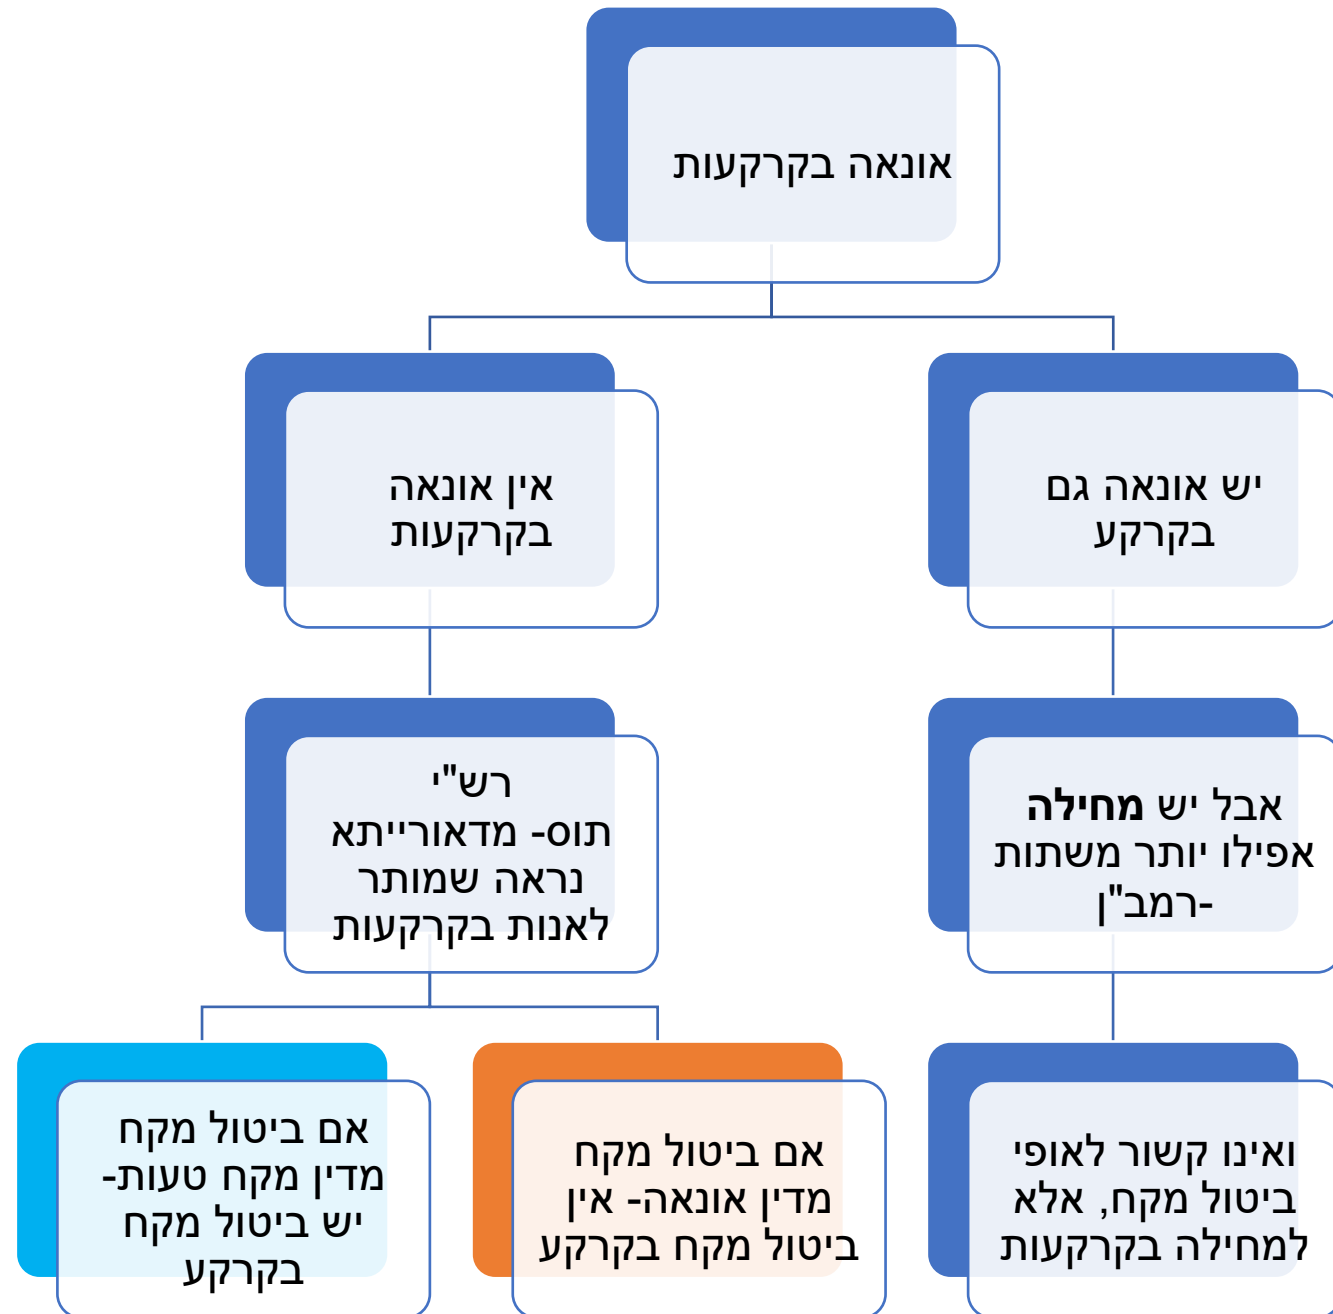 אונאה בקרקעות
יש אונאה גם
בקרקע
אין אונאה
בקרקעות
אבל יש מחילה
אפילו יותר משתות
-רמב"ן
רש"י
תוס- מדאורייתא
נראה שמותר
לאנות בקרקעות
ואינו קשור לאופי
ביטול מקח, אלא
למחילה בקרקעות
אם ביטול מקח
מדין אונאה- אין
ביטול מקח בקרקע
אם ביטול מקח
מדין מקח טעות-
יש ביטול מקח
בקרקע